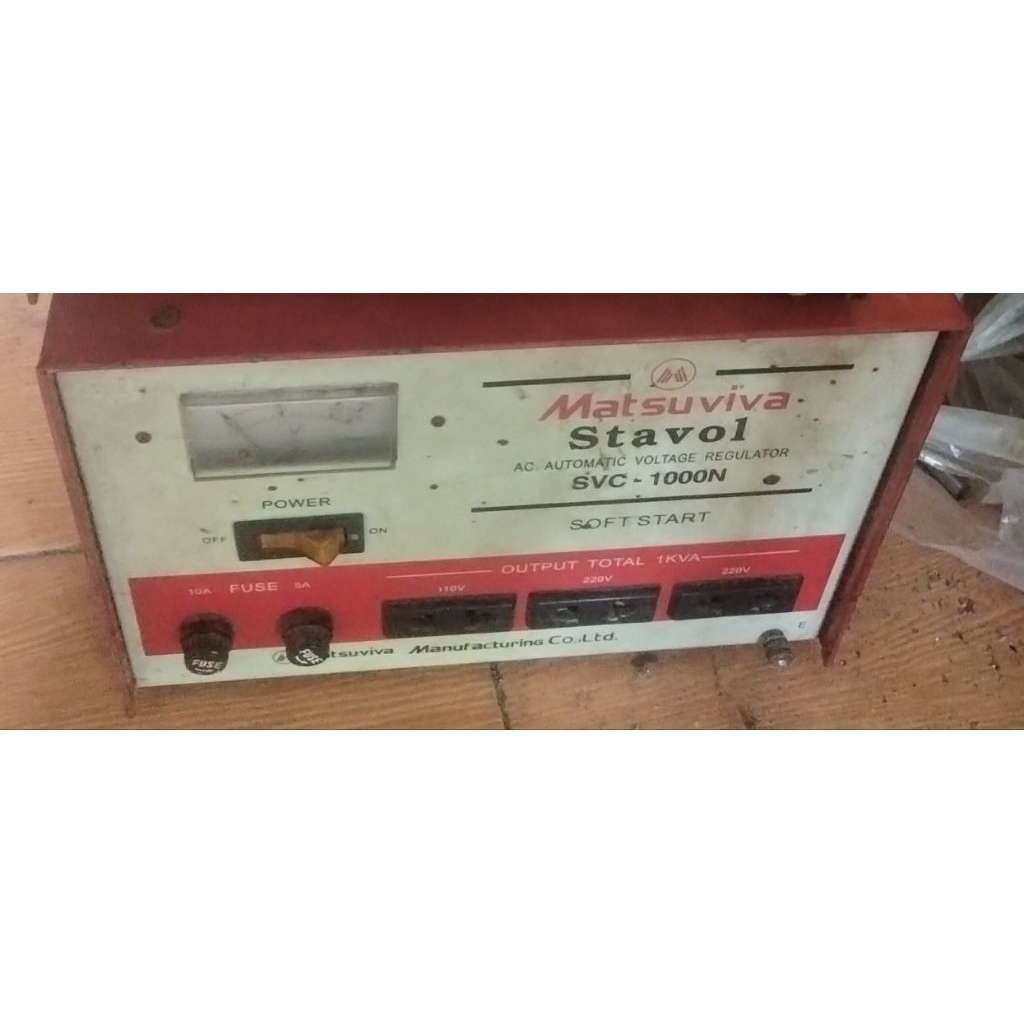 Matsuviva
Stavol
AC. AUTOMATIC VOLTAGE REGULATOR
SVC - 1000N
SOFT START
V
POWER
OFF
ON
OUTPUT TOTAL 1KVA
10A FUSE 5A
110V 220V 220V
FUSE
FUSE
Manufacturing Co.,Ltd.
E